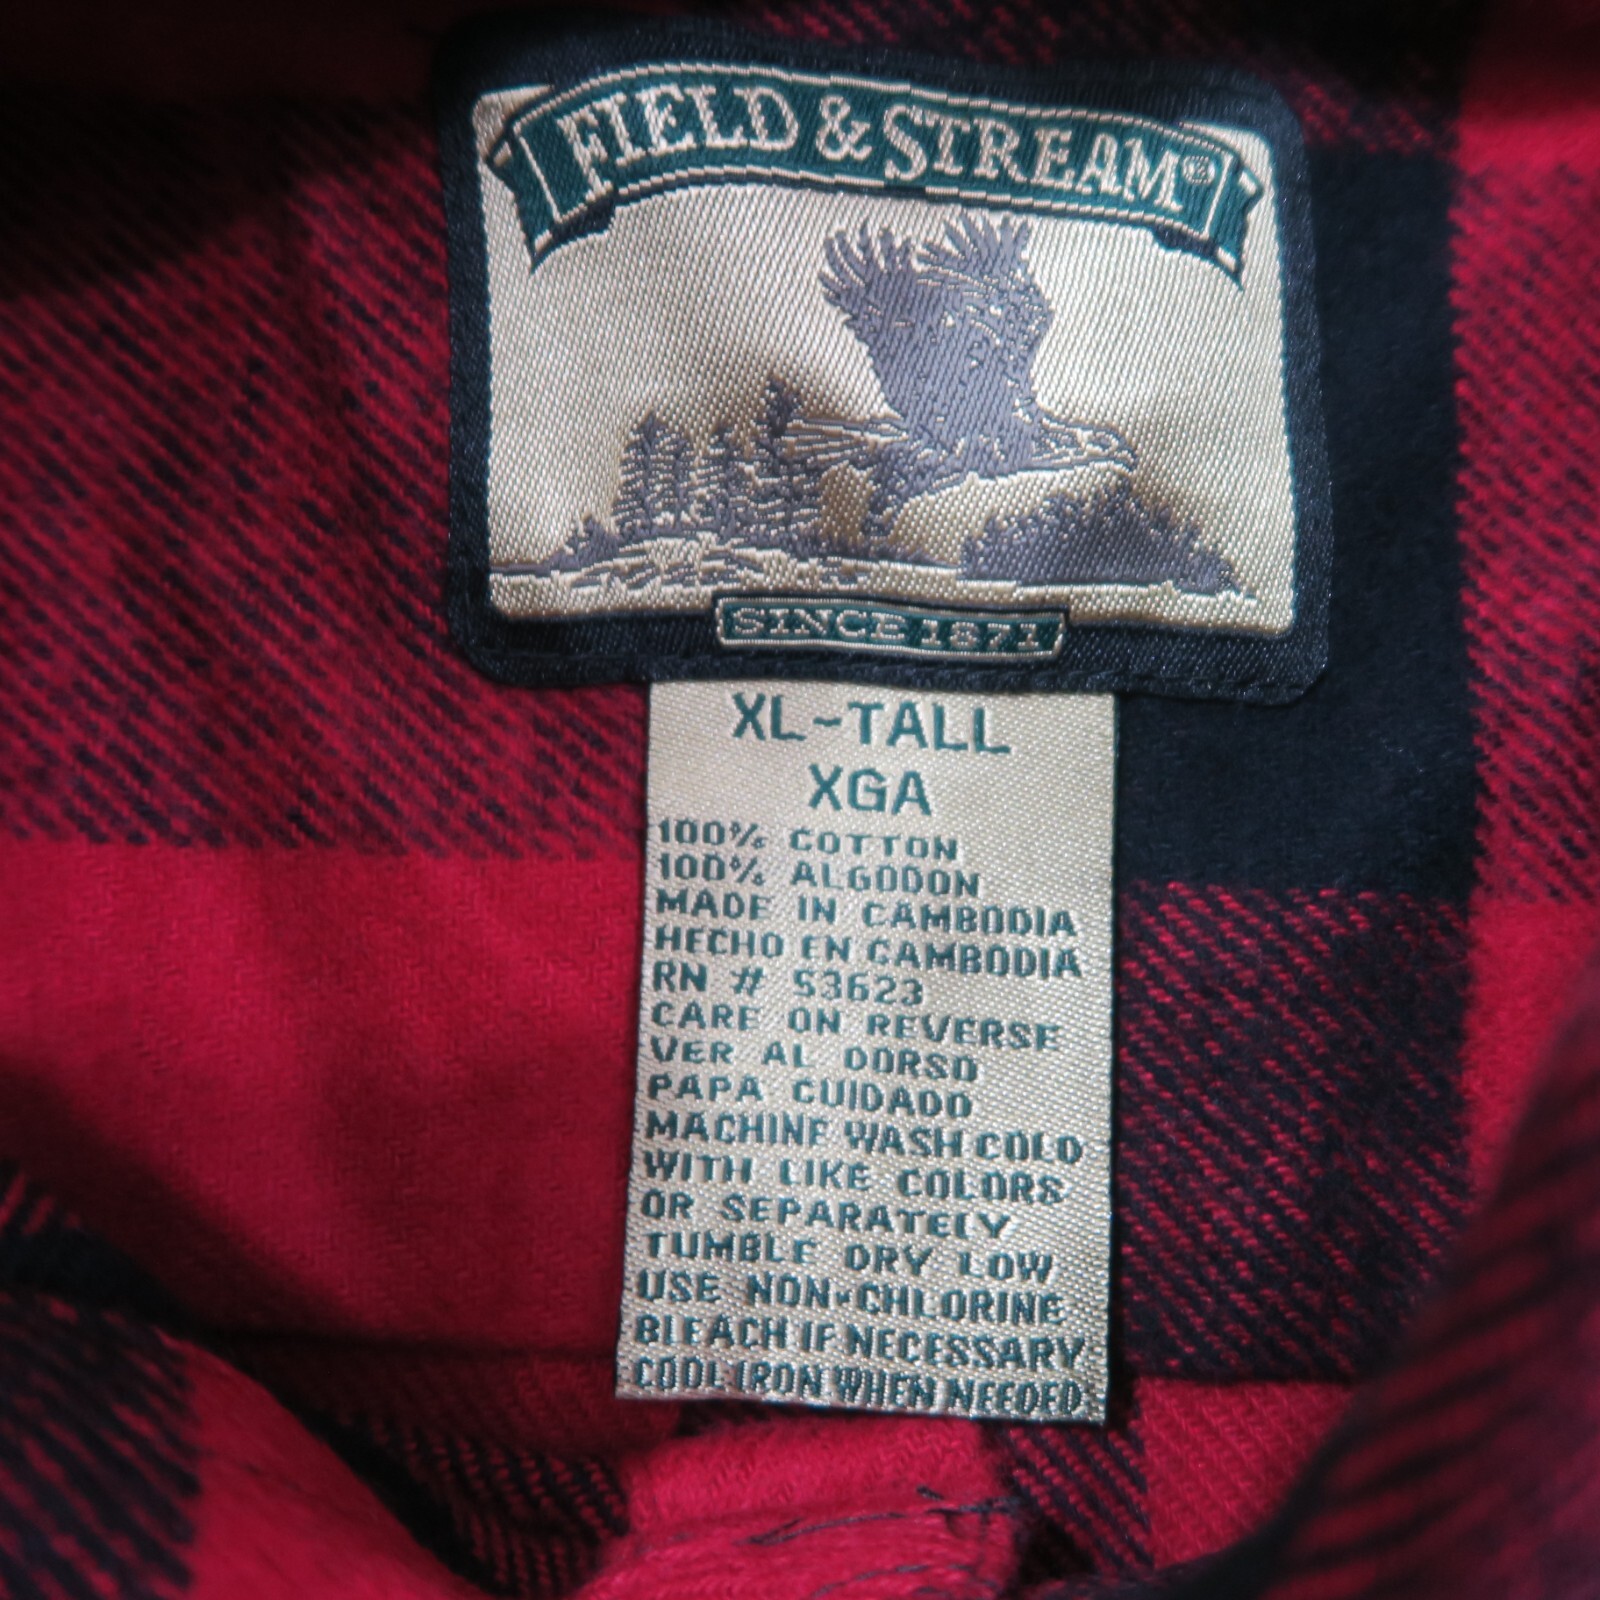 FIELD & STREAM®
SINCE 1871
XL-TALL
XGA
100% COTTON
100% ALGODON
MADE IN CAMBODIA
HECHO EN CAMBODIA
RN # 53623
CARE ON REVERSE
VER AL DORSO
PAPA CUIDADO
MACHINE WASH COLD
WITH LIKE COLORS
OR SEPARATELY
TUMBLE DRY LOW
USE NON-CHLORINE
BLEACH IF NECESSARY
COOL IRON WHEN NEEDED